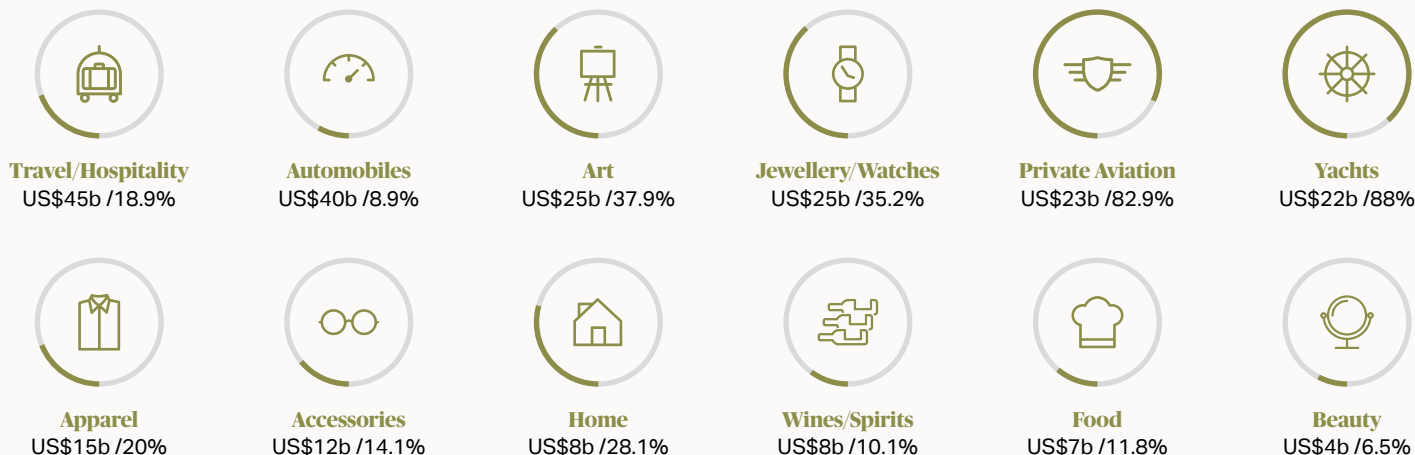 Travel/Hospitality
US$45b /18.9%
Automobiles
US$40b /8.9%
Art
US$25b /37.9%
Jewellery/Watches
US$25b /35.2%
Private Aviation
US$23b /82.9%
Yachts
US$22b /88%
Apparel
US$15b /20%
Accessories
US$12b /14.1%
Home
US$8b /28.1%
Wines/Spirits
US$8b /10.1%
Food
US$7b /11.8%
Beauty
US$4b /6.5%